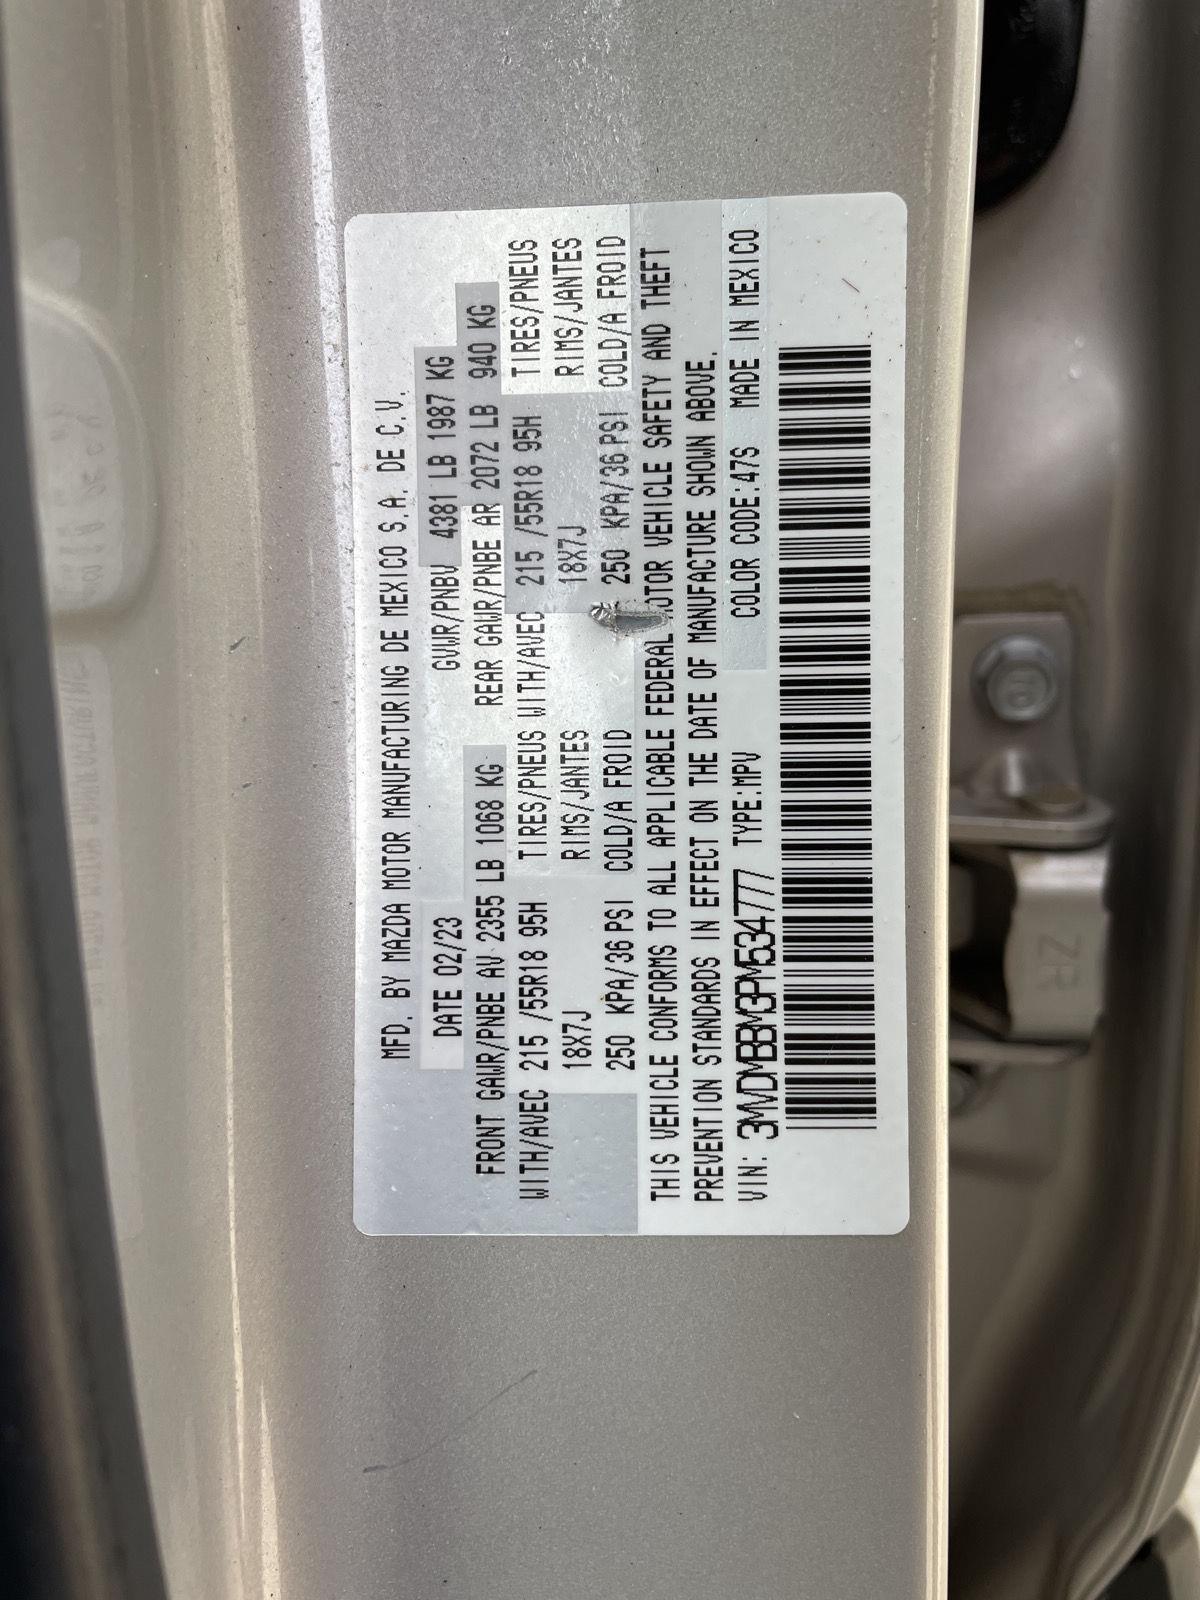 MFD. BY MAZDA MOTOR MANUFACTURING DE MEXICO S.A. DE C.V.
DATE 02/23 GVWR/PNBV 4381 LB 1987 KG
FRONT GAWR/PNBE AV 2355 LB 1068 KG REAR GAWR/PNBE AR 2072 LB 940 KG
WITH/AVEC 215 /55R18 95H TIRES/PNEUS WITH/AVEC 215 /55R18 95H TIRES/PNEUS
18X7J RIMS/JANTES 18X7J RIMS/JANTES
250 KPA/36 PSI COLD/A FROID 250 KPA/36 PSI COLD/A FROID
THIS VEHICLE CONFORMS TO ALL APPLICABLE FEDERAL MOTOR VEHICLE SAFETY AND THEFT
PREVENTION STANDARDS IN EFFECT ON THE DATE OF MANUFACTURE SHOWN ABOVE.
VIN: 3MVDMBBM3PM534777 TYPE:MPV COLOR CODE:47S MADE IN MEXICO
ZR